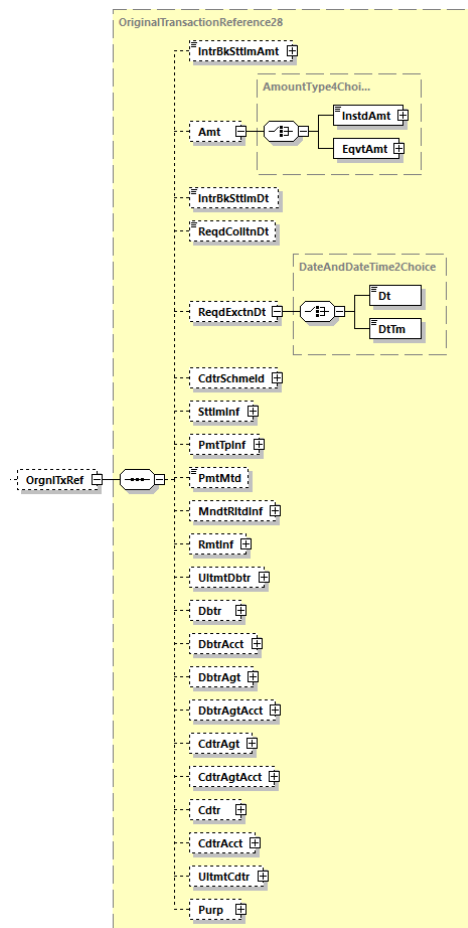 OriginalTransactionReference28
IntrBkSttlmAmt
AmountType4Choi...
InstdAmt
Amt
EqvtAmt
IntrBkSttlmDt
ReqdColltnDt
DateAndDateTime2Choice
Dt
ReqdExctnDt
DtTm
CdtrSchmeId
SttlmInf
PmtTpInf
OrgnlTxRef
PmtMtd
MndtRltdInf
RmtInf
UltmtDbtr
Dbtr
DbtrAcct
DbtrAgt
DbtrAgtAcct
CdtrAgt
CdtrAgtAcct
Cdtr
CdtrAcct
UltmtCdtr
Purp